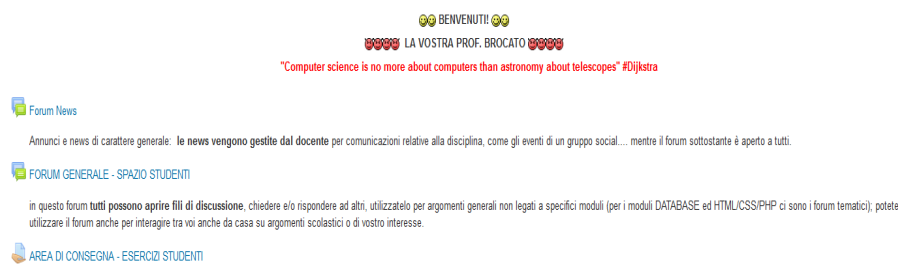 BENVENUTI!
LA VOSTRA PROF. BROCATO
"Computer science is no more about computers than astronomy about telescopes" #Dijkstra
Forum News
Annunci e news di carattere generale: le news vengono gestite dal docente per comunicazioni relative alla disciplina, come gli eventi di un gruppo social.... mentre il forum sottostante è aperto a tutti.
FORUM GENERALE - SPAZIO STUDENTI
in questo forum tutti possono aprire fili di discussione, chiedere e/o rispondere ad altri, utilizzatelo per argomenti generali non legati a specifici moduli (per i moduli DATABASE ed HTML/CSS/PHP ci sono i forum tematici); potete
utilizzare il forum anche per interagire tra voi anche da casa su argomenti scolastici o di vostro interesse.
AREA DI CONSEGNA - ESERCIZI STUDENTI